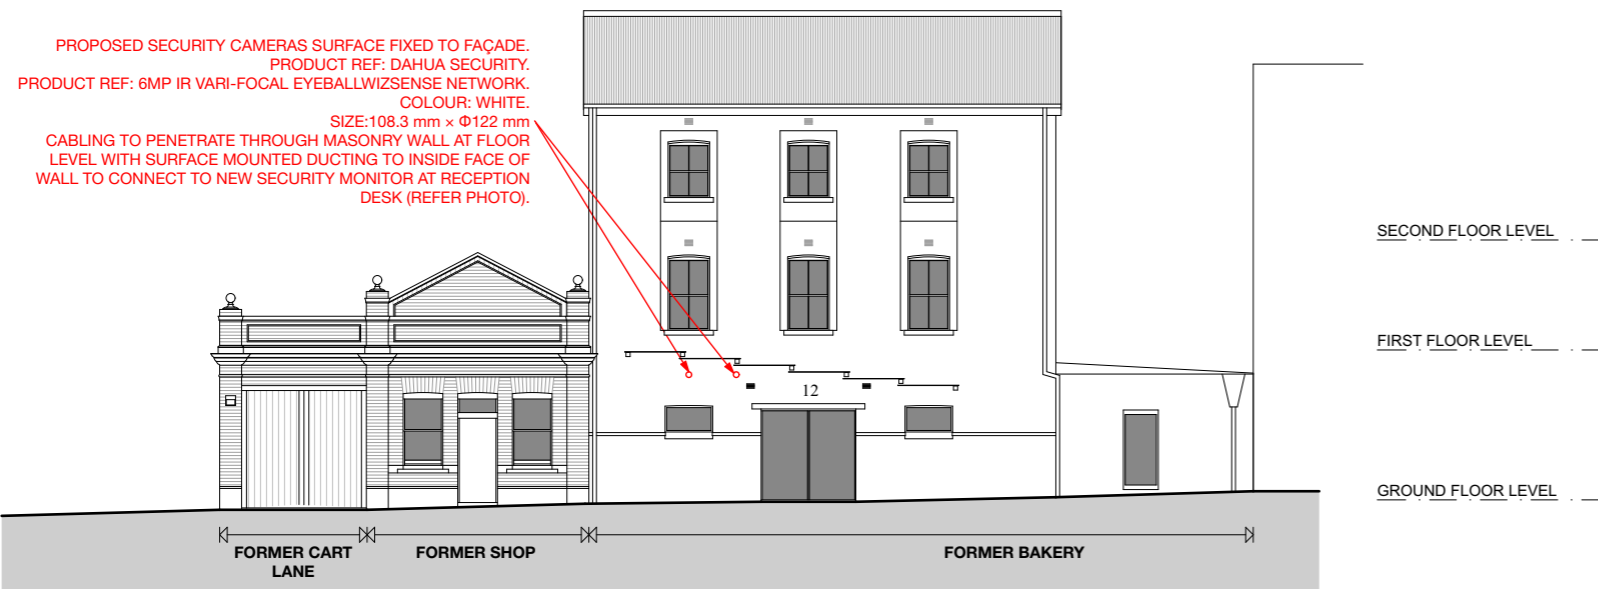 PROPOSED SECURITY CAMERAS SURFACE FIXED TO FAÇADE.
PRODUCT REF: DAHUA SECURITY.
PRODUCT REF: 6MP IR VARI-FOCAL EYEBALLWIZSENSE NETWORK.
COLOUR: WHITE.
SIZE:108.3 mm × Φ122 mm
CABLING TO PENETRATE THROUGH MASONRY WALL AT FLOOR
LEVEL WITH SURFACE MOUNTED DUCTING TO INSIDE FACE OF
WALL TO CONNECT TO NEW SECURITY MONITOR AT RECEPTION
DESK (REFER PHOTO).
SECOND FLOOR LEVEL
FIRST FLOOR LEVEL
12
GROUND FLOOR LEVEL
FORMER CART
LANE
FORMER SHOP
FORMER BAKERY